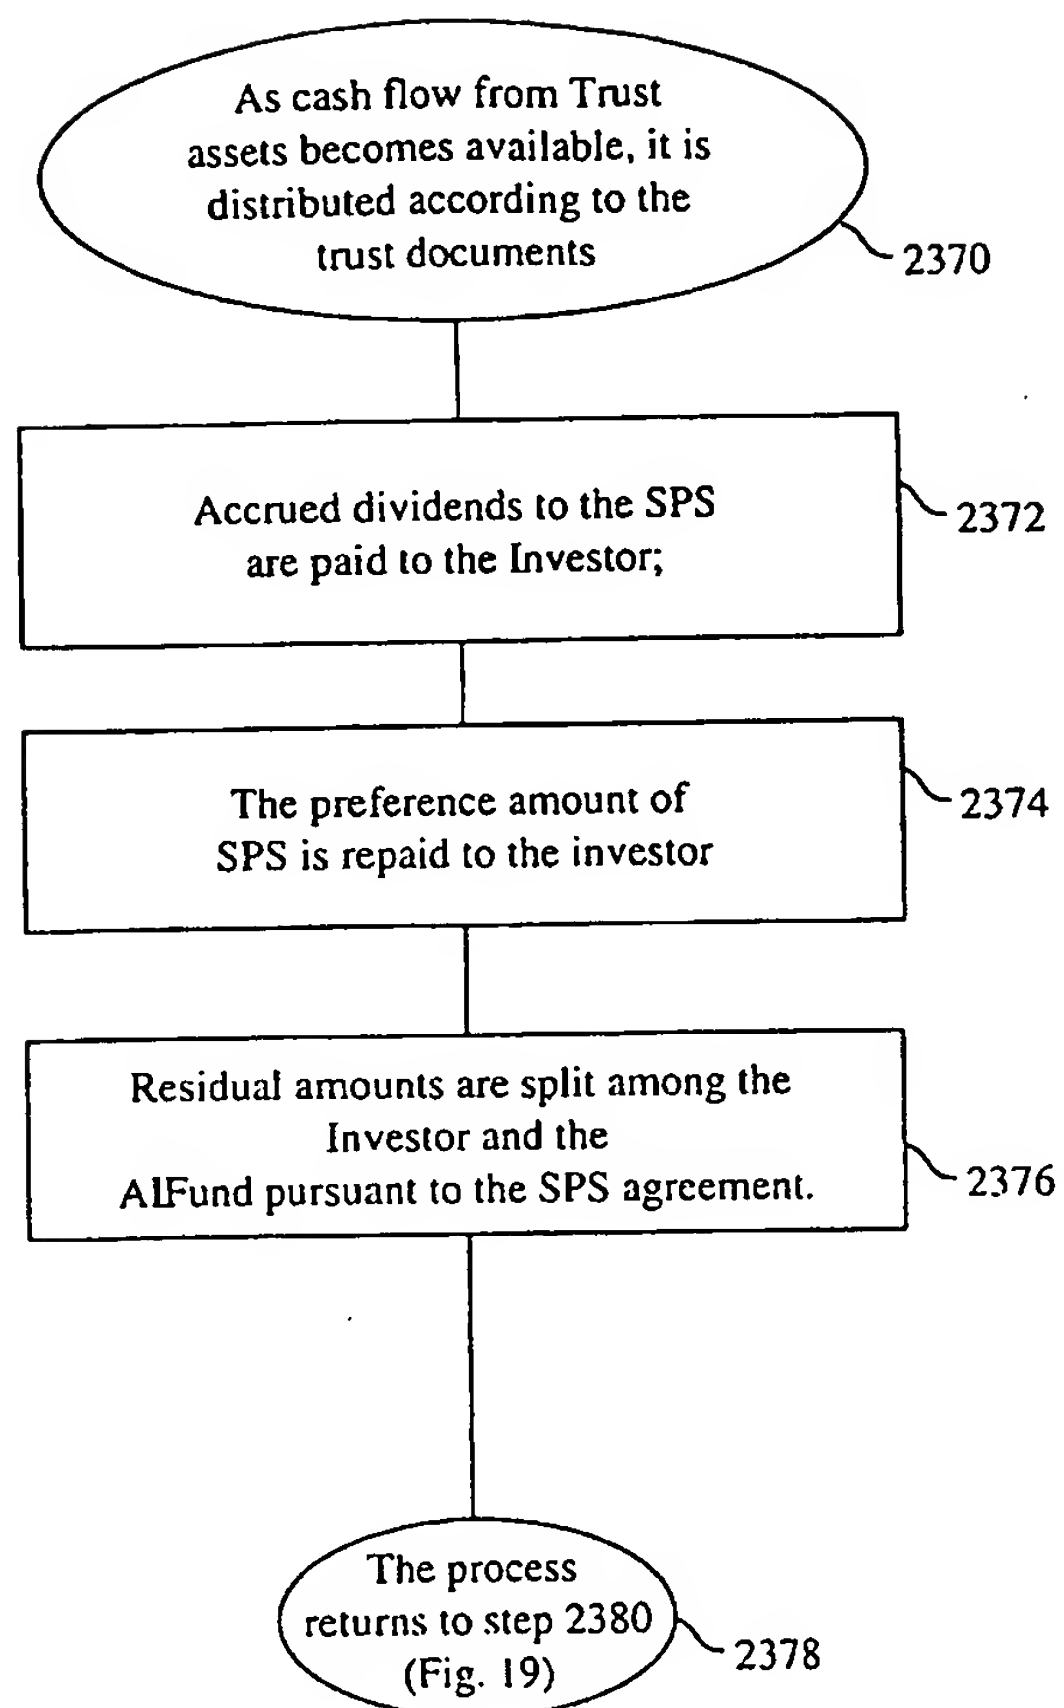 As cash flow from Trust
assets becomes available, it is
distributed according to the
trust documents
2370
Accrued dividends to the SPS
are paid to the Investor;
2372
The preference amount of
SPS is repaid to the investor
2374
Residual amounts are split among the
Investor and the
AIFund pursuant to the SPS agreement.
2376
The process
returns to step 2380
(Fig. 19)
2378